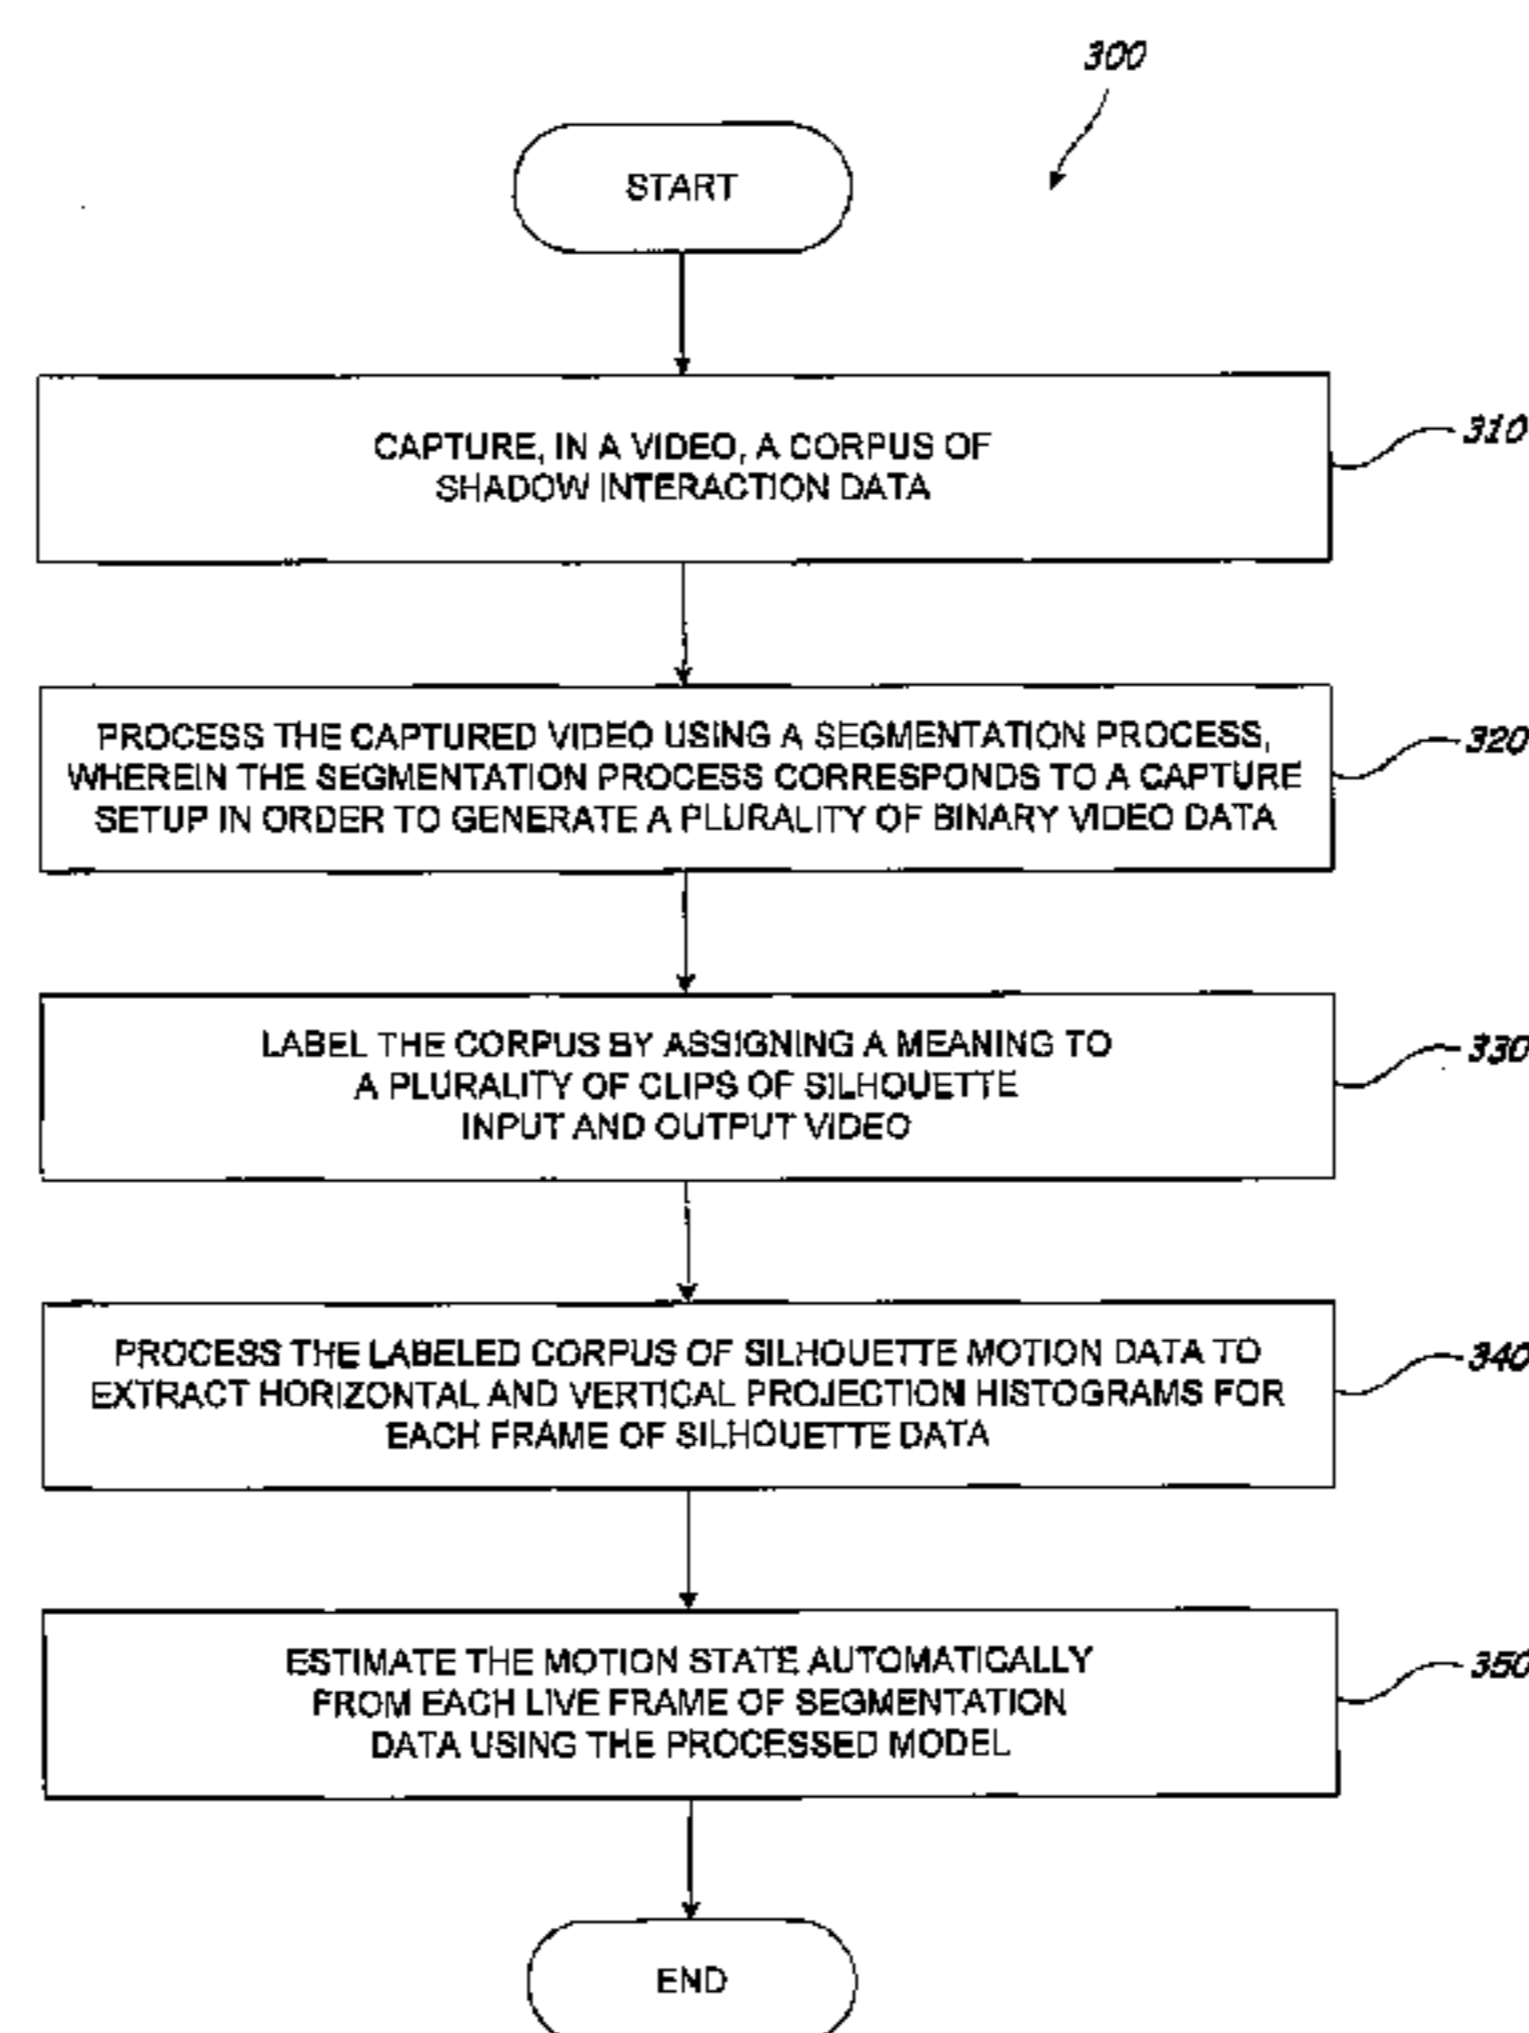 300
START
CAPTURE, IN A VIDEO, A CORPUS OF
SHADOW INTERACTION DATA
310
PROCESS THE CAPTURED VIDEO USING A SEGMENTATION PROCESS,
WHEREIN THE SEGMENTATION PROCESS CORRESPONDS TO A CAPTURE
SETUP IN ORDER TO GENERATE A PLURALITY OF BINARY VIDEO DATA
320
LABEL THE CORPUS BY ASSIGNING A MEANING TO
A PLURALITY OF CLIPS OF SILHOUETTE
INPUT AND OUTPUT VIDEO
330
PROCESS THE LABELED CORPUS OF SILHOUETTE MOTION DATA TO
EXTRACT HORIZONTAL AND VERTICAL PROJECTION HISTOGRAMS FOR
EACH FRAME OF SILHOUETTE DATA
340
ESTIMATE THE MOTION STATE AUTOMATICALLY
FROM EACH LIVE FRAME OF SEGMENTATION
DATA USING THE PROCESSED MODEL
350
END